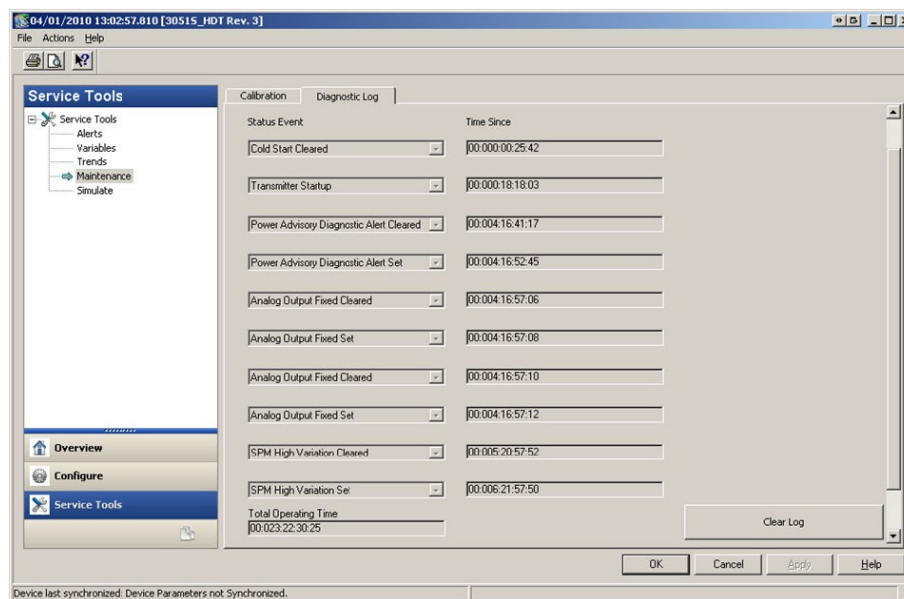 04/01/2010 13:02:57.810 [3051S_HDT Rev. 3]
File Actions Help
Service Tools
Service Tools
Alerts
Variables
Trends
Maintenance
Simulate
Overview
Configure
Service Tools
Calibration Diagnostic Log
Status Event Time Since
Cold Start Cleared 00:000:00:25:42
Transmitter Startup 00:000:18:18:03
Power Advisory Diagnostic Alert Cleared 00:004:16:41:17
Power Advisory Diagnostic Alert Set 00:004:16:52:45
Analog Output Fixed Cleared 00:004:16:57:06
Analog Output Fixed Set 00:004:16:57:08
Analog Output Fixed Cleared 00:004:16:57:10
Analog Output Fixed Set 00:004:16:57:12
SPM High Variation Cleared 00:005:20:57:52
SPM High Variation Set 00:006:21:57:50
Total Operating Time
00:023:22:30:25
Clear Log
OK Cancel Apply Help
Device last synchronized: Device Parameters not Synchronized.